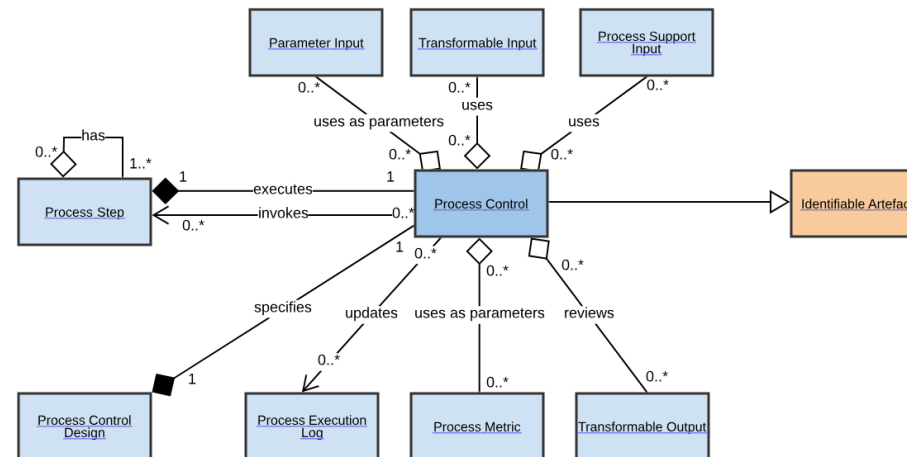 Parameter Input
Transformable Input
Process Support
Input
0..*
0..*
0..*
uses
uses as parameters
uses
has
0..*
0..*
0..*
0..*
1..*
1
1
executes
Process Step
Process Control
Identifiable Artefac
invokes
0..*
0..*
1
0..*
0..*
0..*
specifies
updates
uses as parameters
reviews
0..*
1
0..*
0..*
Process Control
Design
Process Execution
Log
Process Metric
Transformable Output